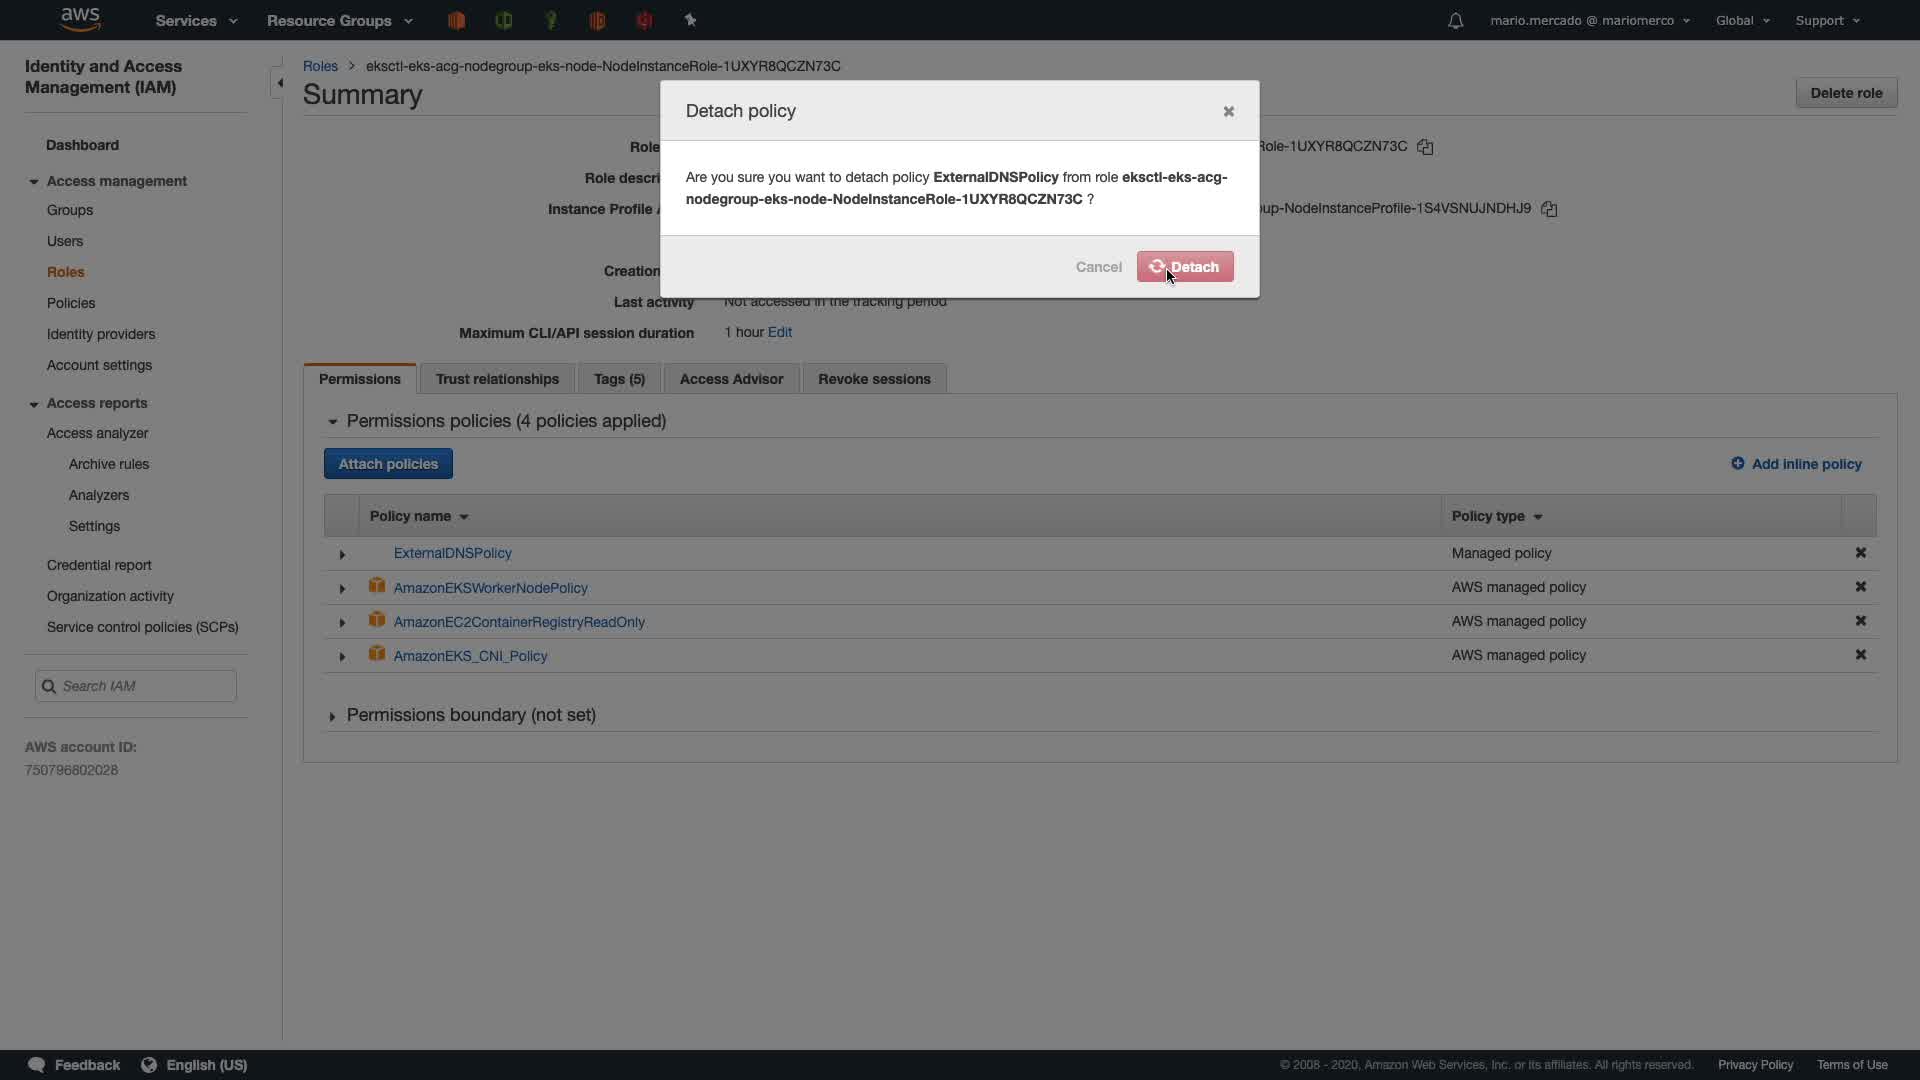 aws
Services
Resource Groups
mario.mercado @ mariomerco
Global
Support
Identity and Access
Management (IAM)
Dashboard
Access management
Groups
Users
Roles
Policies
Identity providers
Account settings
Access reports
Access analyzer
Archive rules
Analyzers
Settings
Credential report
Organization activity
Service control policies (SCPs)
Search IAM
AWS account ID:
750796802028
Roles > eksctl-eks-acg-nodegroup-eks-node-NodeInstanceRole-1UXYR8QCZN73C
Summary
Delete role
Detach policy
Are you sure you want to detach policy ExternalDNSPolicy from role eksctl-eks-acg-
nodegroup-eks-node-NodeInstanceRole-1UXYR8QCZN73C ?
Cancel
Detach
Role
Role-1UXYR8QCZN73C
Role descri
Instance Profile
up-NodeInstanceProfile-1S4VSNUJNDHJ9
Creation
Last activity Not accessed in the tracking period
Maximum CLI/API session duration 1 hour Edit
Permissions
Trust relationships
Tags (5)
Access Advisor
Revoke sessions
Permissions policies (4 policies applied)
Attach policies
Add inline policy
Policy name
Policy type
ExternalDNSPolicy Managed policy
AmazonEKSWorkerNodePolicy AWS managed policy
AmazonEC2ContainerRegistryReadOnly AWS managed policy
AmazonEKS_CNI_Policy AWS managed policy
Permissions boundary (not set)
Feedback
English (US)
© 2008 - 2020, Amazon Web Services, Inc. or its affiliates. All rights reserved.
Privacy Policy
Terms of Use